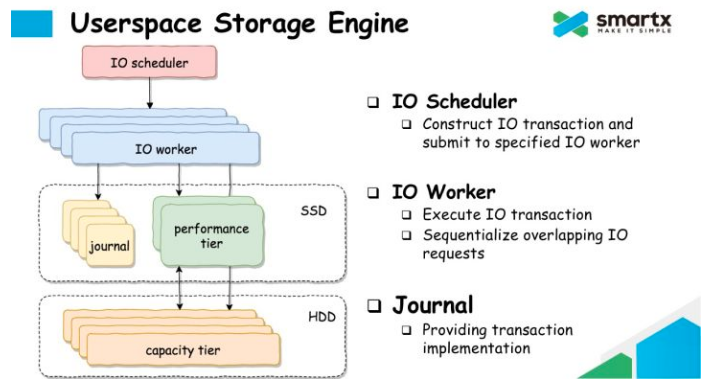 Userspace Storage Engine
smartx
MAKE IT SIMPLE
IO scheduler
IO worker
SSD
journal
performance
tier
HDD
capacity tier
❑ IO Scheduler
❑ Construct IO transaction and
submit to specified IO worker
❑ IO Worker
❑ Execute IO transaction
❑ Sequentialize overlapping IO
requests
❑ Journal
❑ Providing transaction
implementation